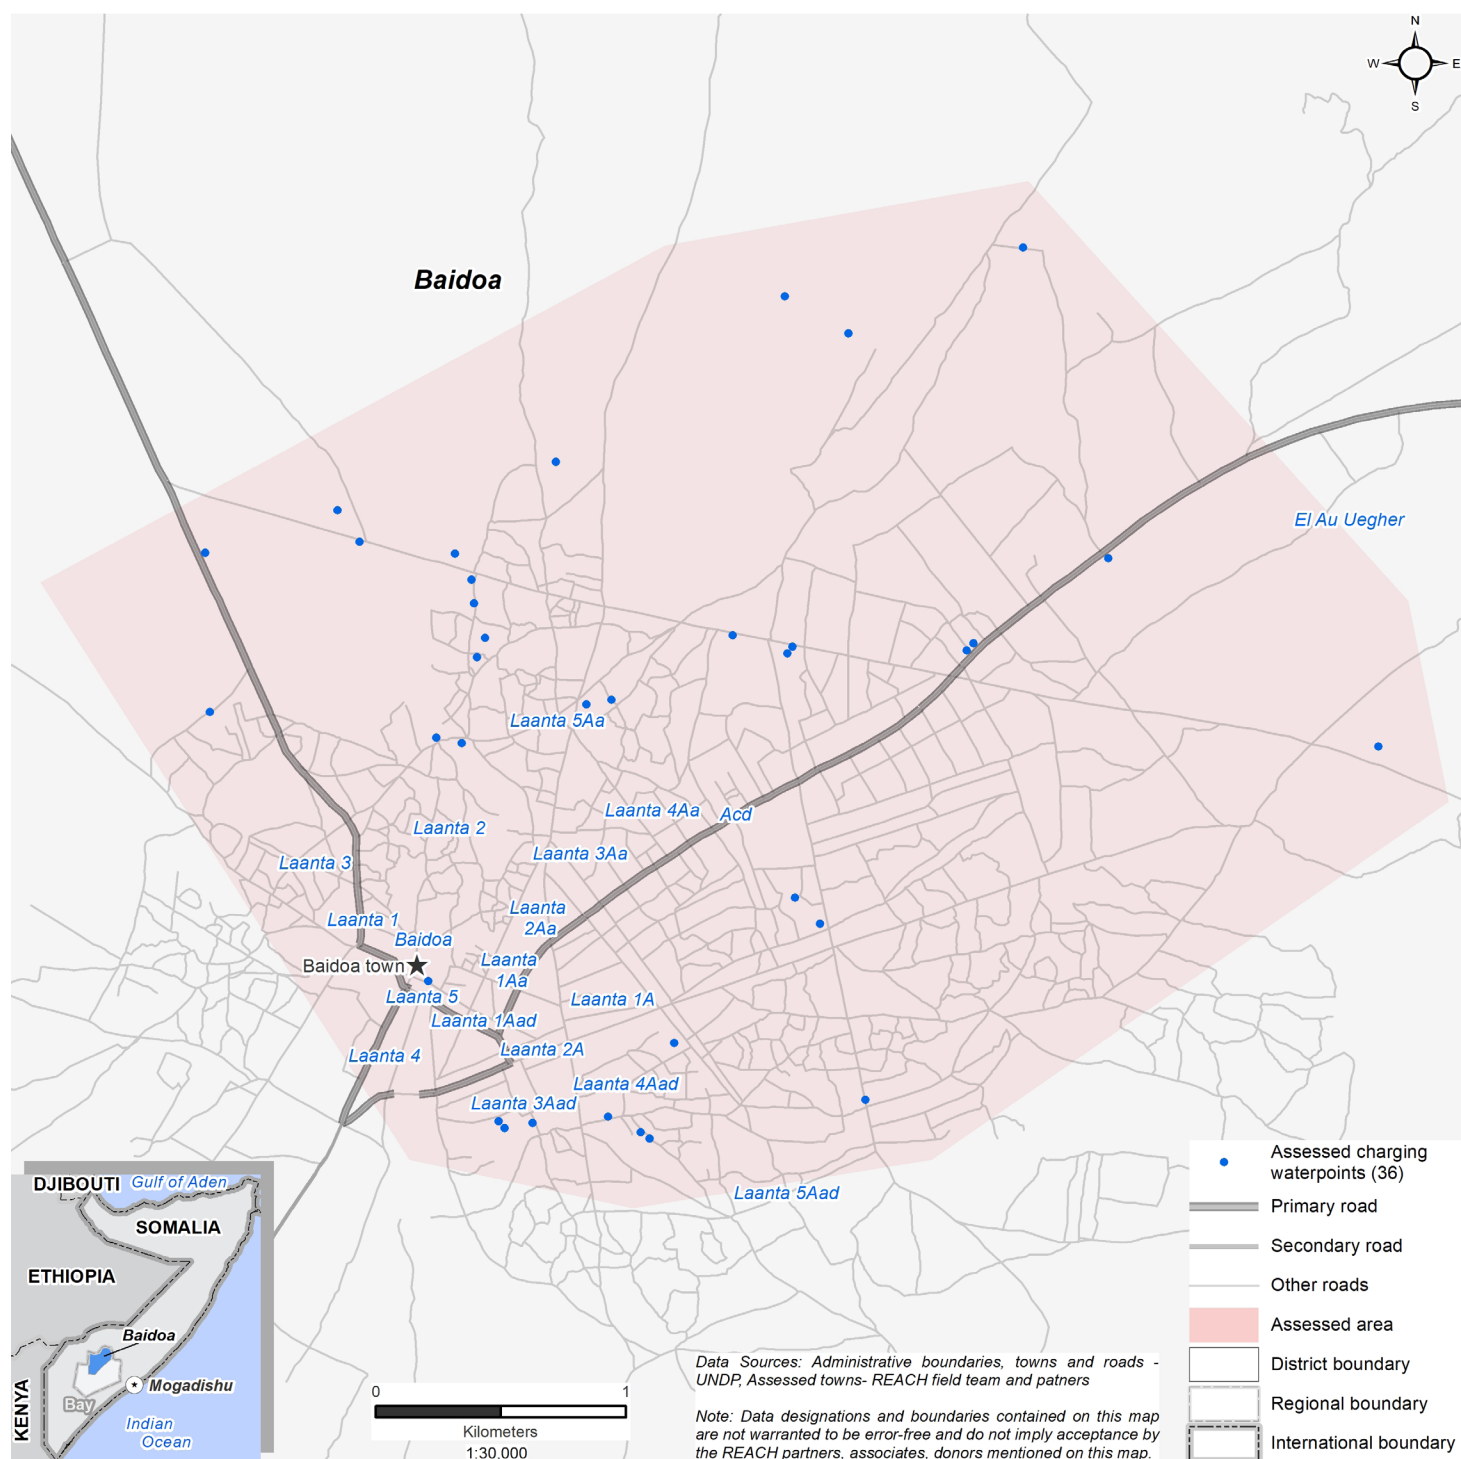 N
W
E
S
Baidoa
El Au Uegher
Laanta 5Aa
Laanta 4Aa
Acd
Laanta 2
Laanta 3Aa
Laanta 3
Laanta
2Aa
Laanta 1
Baidoa
Baidoa town
Laanta
1Aa
Laanta 5
Laanta 1A
Laanta 1Aad
Laanta 4
Laanta 2A
Laanta 4Aad
Laanta 3Aad
Laanta 5Aad
DJIBOUTI
Gulf of Aden
SOMALIA
ETHIOPIA
Baidoa
Mogadishu
Bay
KENYA
Indian
Ocean
0
1
Kilometers
1:30,000
Data Sources: Administrative boundaries, towns and roads -
UNDP, Assessed towns- REACH field team and patners
Note: Data designations and boundaries contained on this map
are not warranted to be error-free and do not imply acceptance by
the REACH partners, associates, donors mentioned on this map.
Assessed charging
waterpoints (36)
Primary road
Secondary road
Other roads
Assessed area
District boundary
Regional boundary
International boundary